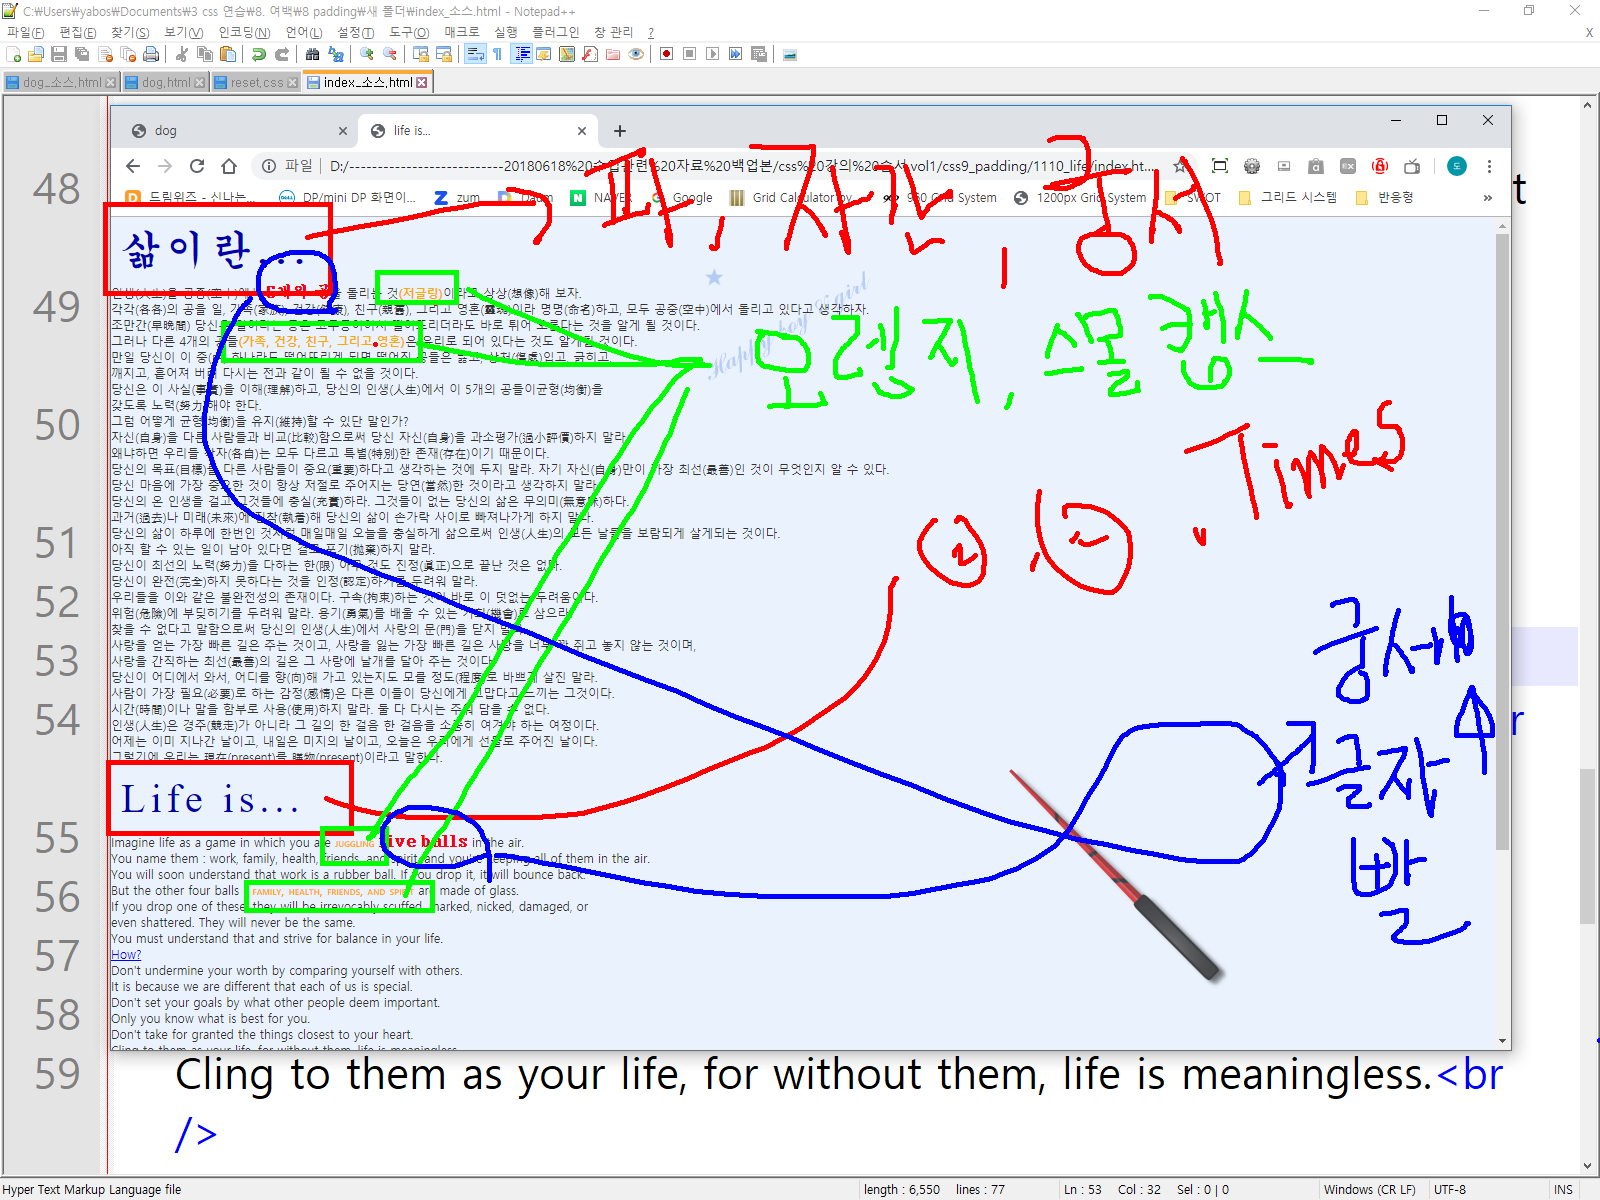 C:₩Users₩yabos₩Documents₩3 css 연습₩8. 여백₩8 padding₩새 폴더₩index_소스.html - Notepad++
파일(F) 편집(E) 찾기(S) 보기(V) 인코딩(N) 언어(L) 설정(T) 도구(O) 매크로 실행 플러그인 창 관리 ? X
dog_소스.html dog.html reset.css index_소스.html
dog life is...
파일 D:/ 20180618%20 %20자료%20백업본/css%20강의%20순서 vol1/css9_padding/1110_life/index.ht...
드림위즈 - 신나는... DP/mini DP 화면이... zum Daum NAVER Google Grid Calculator by 960 Grid System 1200px Grid System SWOT 그리드 시스템 반응형 »
파, 자간, 궁서
48
삶이란...
49
(저글링)이라고 상상(想像)해 보자.
각각(各各)의 공을 일, 가족(家族), 건강(健康), 친구(親舊), 그리고 영혼(靈魂)이라 명명(命名)하고, 모두 공중(空中)에서 돌리고 있다고 생각하자.
조만간(早晩間) 당신은 일이라는 공은 고무공이어서 떨어뜨리더라도 바로 튀어 오른다는 것을 알게 될 것이다.
그러나 다른 4개의 공들(가족, 건강, 친구, 그리고 영혼)은 유리로 되어 있다는 것도 알게 될 것이다.
만일 당신이 이 중 하나라도 떨어뜨리게 되면 떨어진 공들은 닳고, 상처(傷處)입고, 긁히고
깨지고, 흩어져 버려 다시는 전과 같이 될 수 없을 것이다.
당신은 이 사실(事實)을 이해(理解)하고, 당신의 인생(人生)에서 이 5개의 공들이균형(均衡)을
갖도록 노력(努力)해야 한다.
그럼 어떻게 균형(均衡)을 유지(維持)할 수 있단 말인가?
자신(自身)을 다른 사람들과 비교(比較)함으로써 당신 자신(自身)을 과소평가(過小評價)하지 말라
왜냐하면 우리들 각자(各自)는 모두 다르고 특별(特別)한 존재(存在)이기 때문이다.
당신의 목표(目標)를 다른 사람들이 중요(重要)하다고 생각하는 것에 두지 말라. 자기 자신(自身)만이 가장 최선(最善)인 것이 무엇인지 알 수 있다.
당신 마음에 가장 중요한 것이 항상 저절로 주어지는 당연(當然)한 것이라고 생각하지 말라
당신의 온 인생을 걸고 그것들에 충실(充實)하라. 그것들이 없는 당신의 삶은 무의미(無意味)하다.
과거(過去)나 미래(未來)에 집착(執着)해 당신의 삶이 손가락 사이로 빠져나가게 하지 말라.
당신의 삶이 하루에 한번인 것처럼 매일매일 오늘을 충실하게 삶으로써 인생(人生)의 모든 날들을 보람되게 살게되는 것이다.
아직 할 수 있는 일이 남아 있다면 결코 포기(抛棄)하지 말라.
당신이 최선의 노력(努力)을 다하는 한(限) 아무 것도 진정(眞正)으로 끝난 것은 없다.
당신이 완전(完全)하지 못하다는 것을 인정(認定)하기를 두려워 말라.
우리들을 이와 같은 불완전성의 존재이다. 구속(拘束)하는 것이 바로 이 덧없는 두려움이다.
위험(危險)에 부딪히기를 두려워 말라. 용기(勇氣)를 배울 수 있는 기회(機會)로 삼으라
찾을 수 없다고 말함으로써 당신의 인생(人生)에서 사랑의 문(門)을 닫지 말라
사랑을 얻는 가장 빠른 길은 주는 것이고, 사랑을 잃는 가장 빠른 길은 사랑을 너무 꽉 쥐고 놓지 않는 것이며,
사랑을 간직하는 최선(最善)의 길은 그 사랑에 날개를 달아 주는 것이다
당신이 어디에서 와서, 어디를 향(向)해 가고 있는지도 모를 정도(程度)로 바쁘게 살진 말라.
사람이 가장 필요(必要)로 하는 감정(感情)은 다른 이들이 당신에게 고맙다고 느끼는 그것이다.
시간(時間)이나 말을 함부로 사용(使用)하지 말라. 둘 다 다시는 주워 담을 수 없다.
인생(人生)은 경주(競走)가 아니라 그 길의 한 걸음 한 걸음을 소중히 여겨야 하는 여정이다.
어제는 이미 지나간 날이고, 내일은 미지의 날이고, 오늘은 우리에게 선물로 주어진 날이다.
그렇기에 우리는 現在(present)를 膳物(present)이라고 말한다.
Happy boy & girl
오렌지, 스몰 캡스
50
Times
51
52
53
54
궁서
글자
빨
Life is...
55
Imagine life as a game in which you are JUGGLING five balls in the air.
You name them : work, family, health, friends, and spirit and you're keeping all of them in the air.
You will soon understand that work is a rubber ball. If you drop it, it will bounce back.
56
But the other four balls FAMILY, HEALTH, FRIENDS, AND SPIRIT are made of glass.
If you drop one of these, they will be irrevocably scuffed, marked, nicked, damaged, or
even shattered. They will never be the same.
57
You must understand that and strive for balance in your life.
How?
Don't undermine your worth by comparing yourself with others.
It is because we are different that each of us is special.
58
Don't set your goals by what other people deem important.
Only you know what is best for you.
Don't take for granted the things closest to your heart.
Cling to them as your life, for without them, life is meaningless.
59
Cling to them as your life, for without them, life is meaningless.<br
/>
Hyper Text Markup Language file length : 6,550 lines : 77 Ln : 53 Col : 32 Sel : 0 | 0 Windows (CR LF) UTF-8 INS